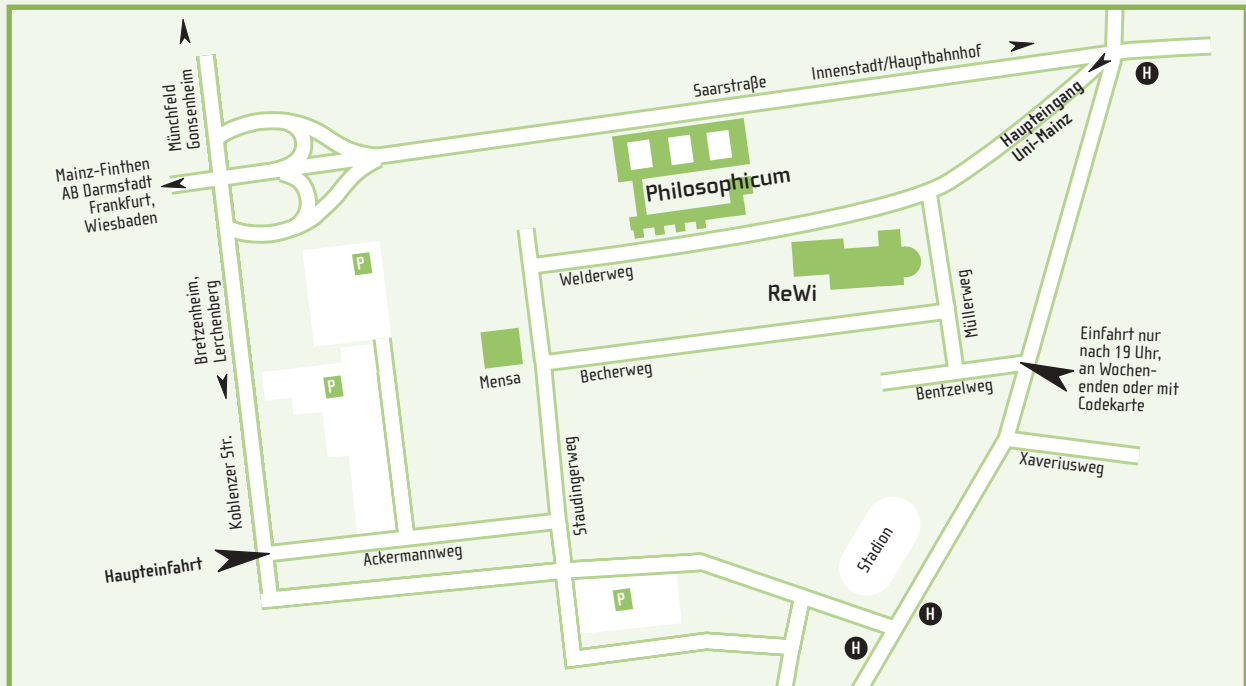 Münchfeld
Gonsenheim
Mainz-Finthen
AB Darmstadt
Frankfurt,
Wiesbaden
Saarstraße
Innenstadt/Hauptbahnhof
H
Haupteingang
Uni-Mainz
Philosophicum
Welderweg
ReWi
Müllerweg
P
Bretzenheim,
Lerchenberg
P
Mensa
Becherweg
Bentzelweg
Einfahrt nur
nach 19 Uhr,
an Wochen-
enden oder mit
Codekarte
Xaveriusweg
Koblenzer Str.
Staudingerweg
Stadion
Haupteinfahrt
Ackermannweg
P
H
H